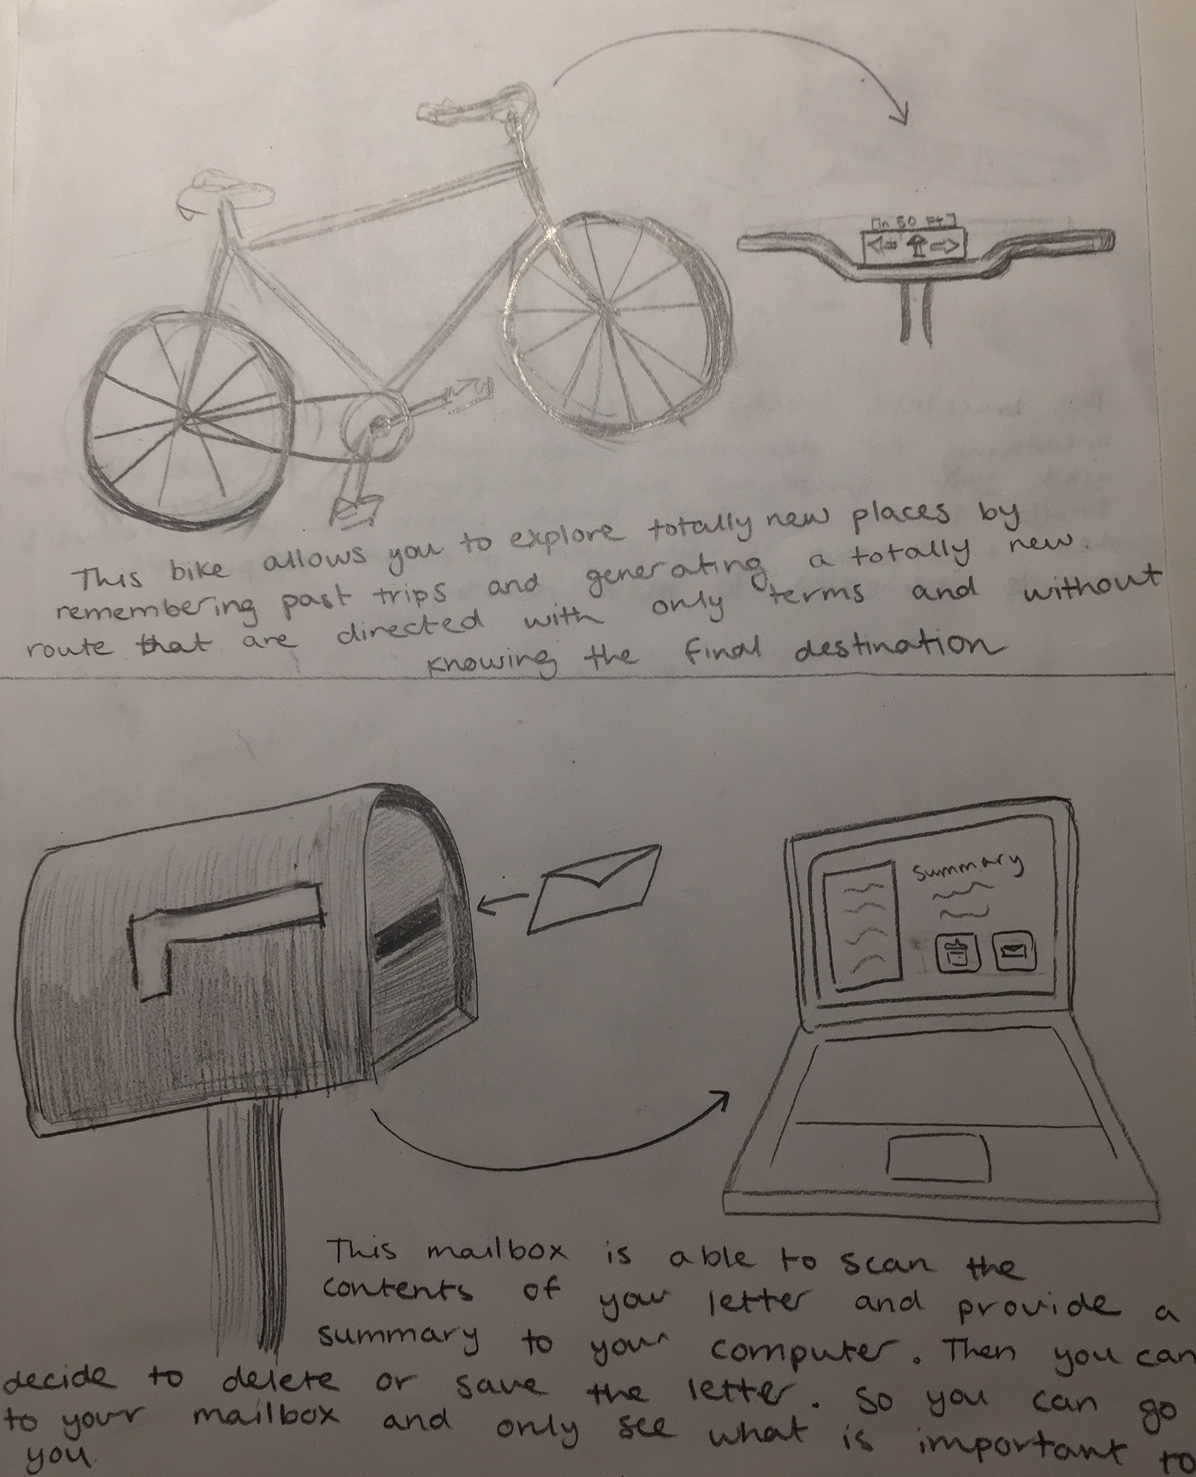 [in 50 ft]
This bike allows you to explore totally new places by
remembering past trips and generating a totally new
route that are directed with only terms and without
knowing the final destination
summary
This mailbox is able to scan the
contents of your letter and provide a
summary to your computer. Then you can
decide to delete or save the letter. So you can go
to your mailbox and only see what is important to
you.